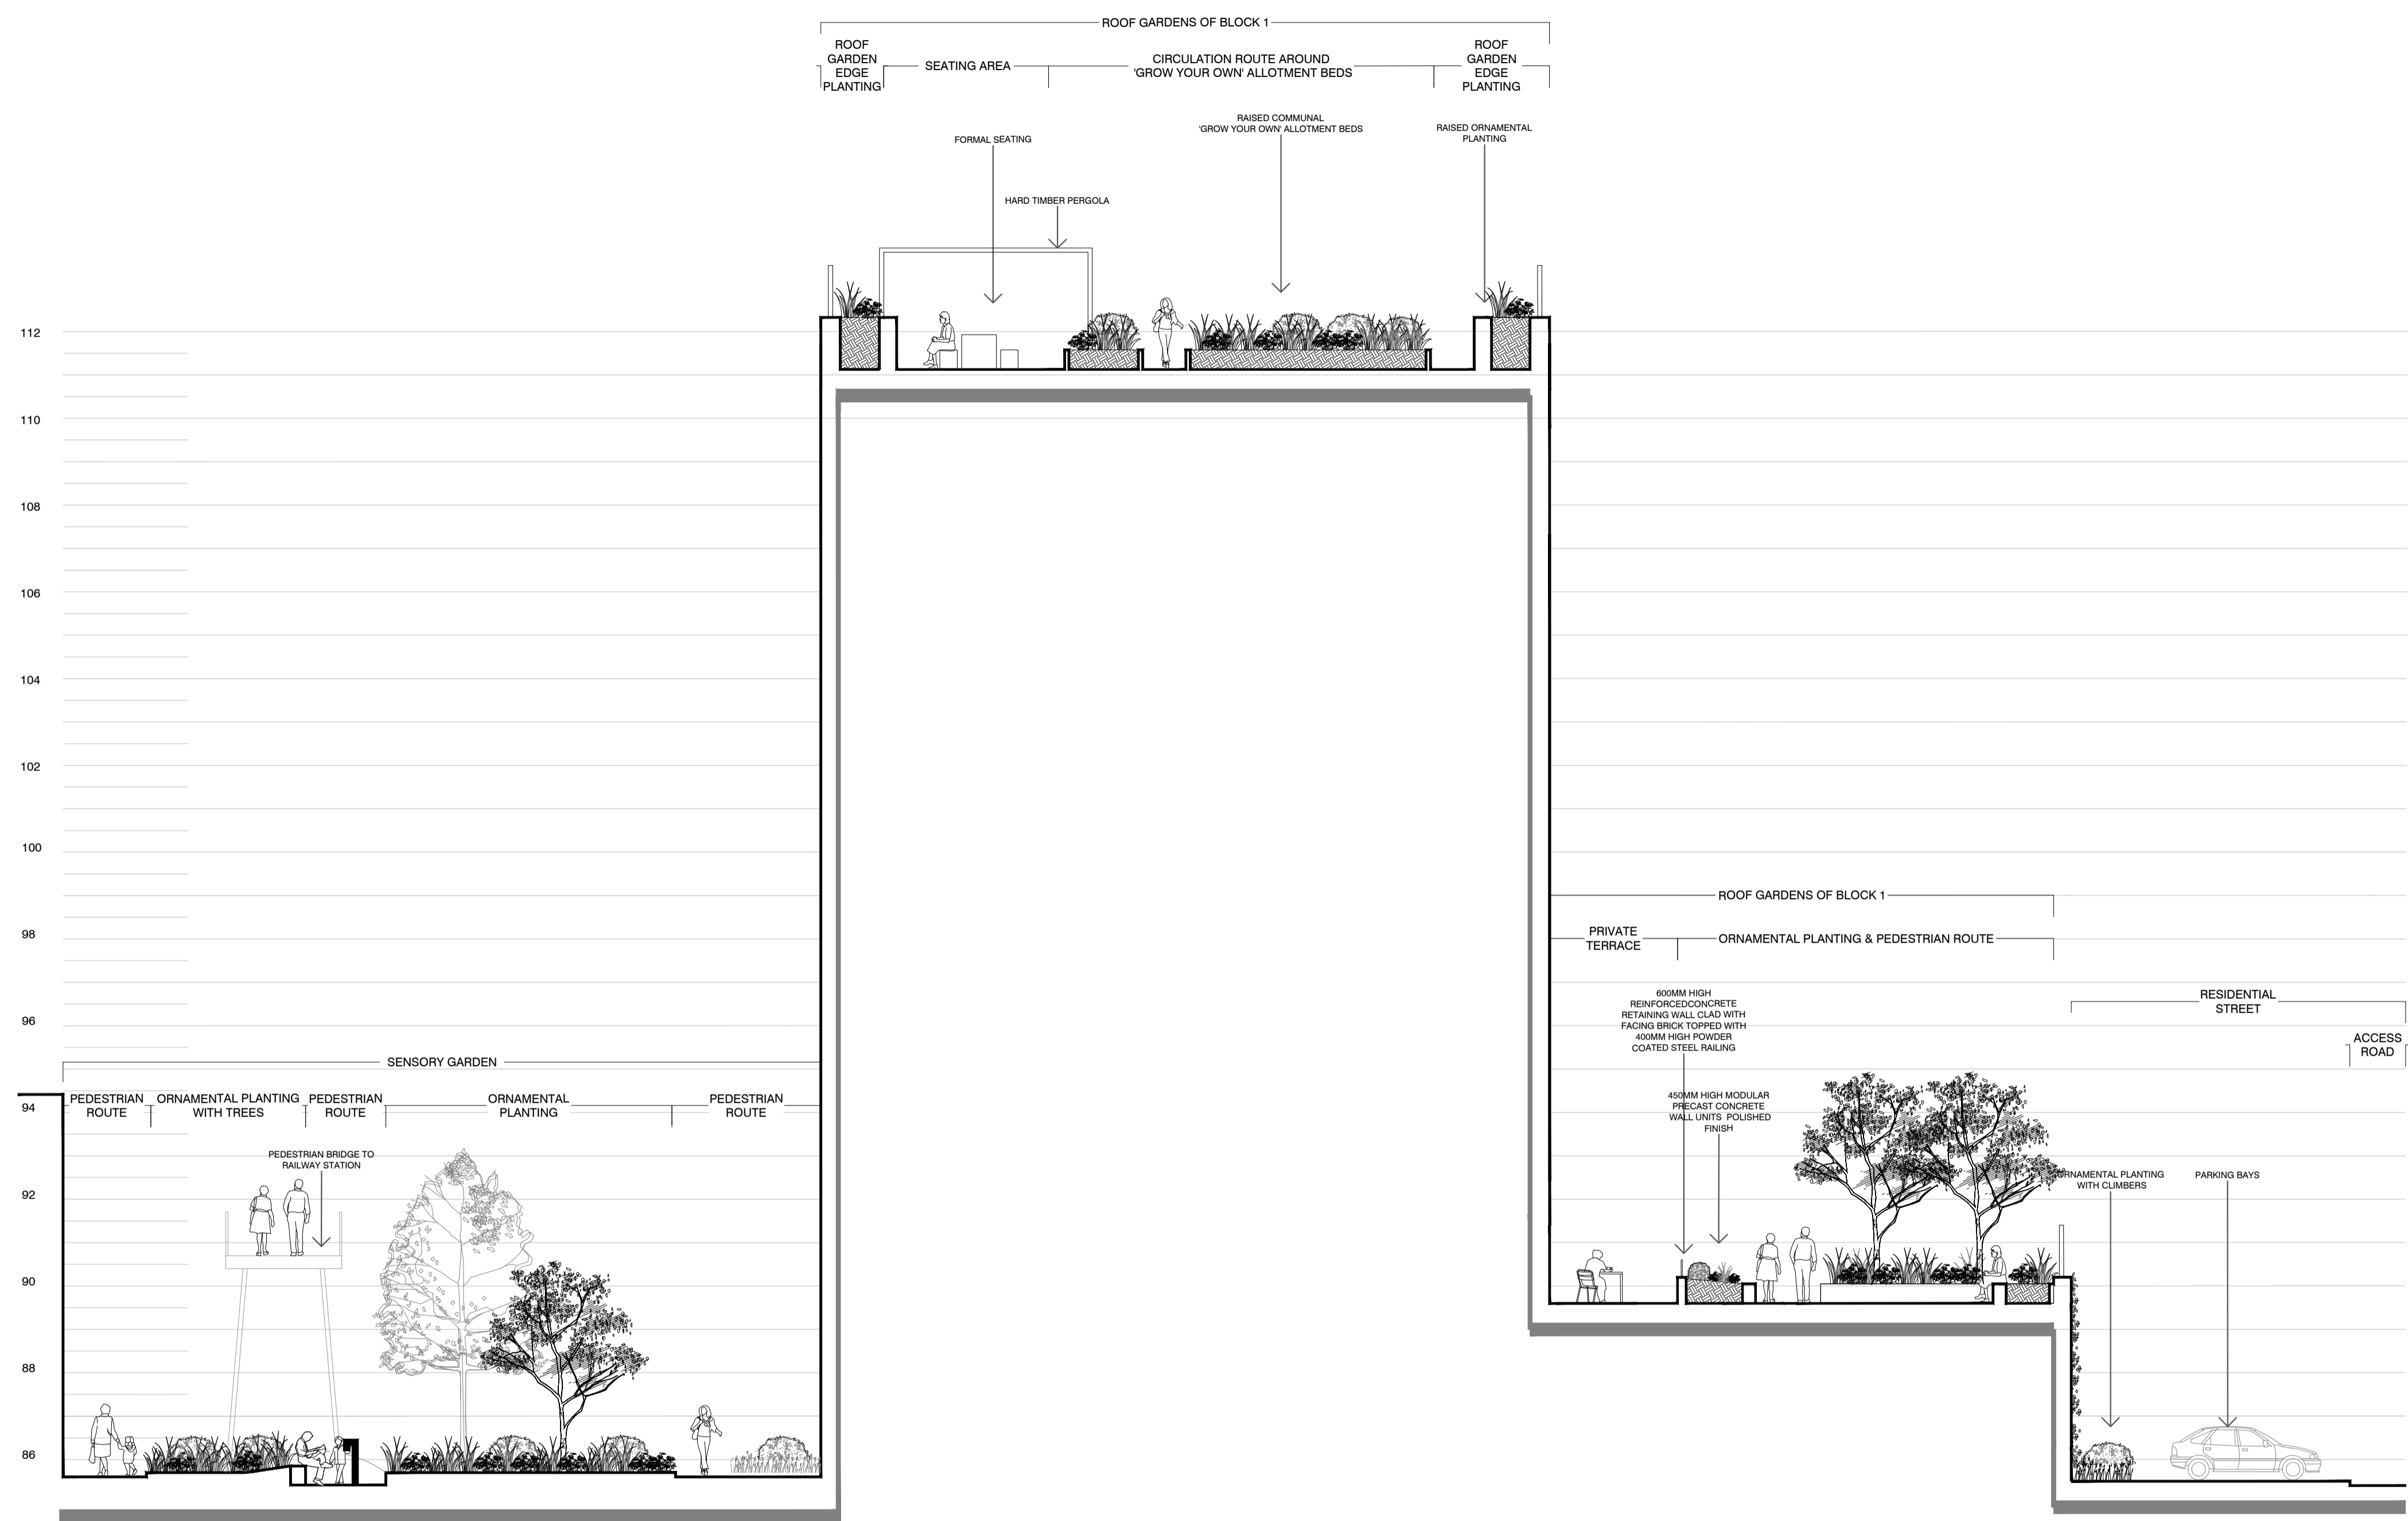 ROOF GARDENS OF BLOCK 1
ROOF
GARDEN
EDGE
PLANTING
SEATING AREA
CIRCULATION ROUTE AROUND
'GROW YOUR OWN' ALLOTMENT BEDS
ROOF
GARDEN
EDGE
PLANTING
FORMAL SEATING
HARD TIMBER PERGOLA
RAISED COMMUNAL
'GROW YOUR OWN' ALLOTMENT BEDS
RAISED ORNAMENTAL
PLANTING
112
110
108
106
104
102
100
98
96
94
92
90
88
86
SENSORY GARDEN
PEDESTRIAN
ROUTE
ORNAMENTAL PLANTING
WITH TREES
PEDESTRIAN
ROUTE
ORNAMENTAL
PLANTING
PEDESTRIAN
ROUTE
PEDESTRIAN BRIDGE TO
RAILWAY STATION
ROOF GARDENS OF BLOCK 1
PRIVATE
TERRACE
ORNAMENTAL PLANTING & PEDESTRIAN ROUTE
600MM HIGH
REINFORCEDCONCRETE
RETAINING WALL CLAD WITH
FACING BRICK TOPPED WITH
400MM HIGH POWDER
COATED STEEL RAILING
450MM HIGH MODULAR
PRECAST CONCRETE
WALL UNITS POLISHED
FINISH
RESIDENTIAL
STREET
ACCESS
ROAD
ORNAMENTAL PLANTING
WITH CLIMBERS
PARKING BAYS